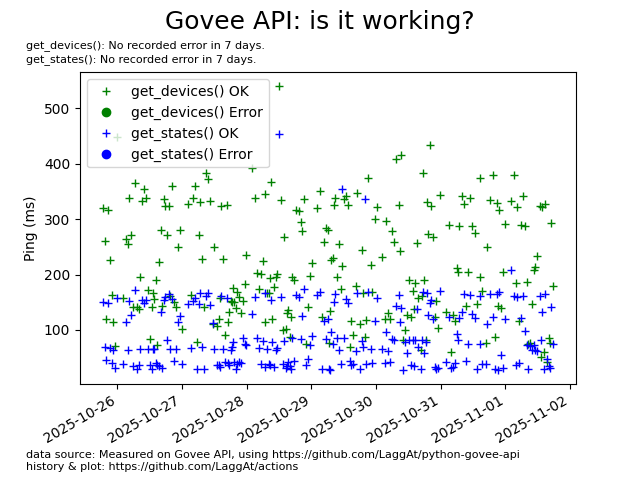 Govee API: is it working?
get_devices(): No recorded error in 7 days.
get_states(): No recorded error in 7 days.
get_devices() OK
get_devices() Error
get_states() OK
get_states() Error
Ping (ms)
500
400
300
200
100
2025-10-26
2025-10-27
2025-10-28
2025-10-29
2025-10-30
2025-10-31
2025-11-01
2025-11-02
data source: Measured on Govee API, using https://github.com/LaggAt/python-govee-api
history & plot: https://github.com/LaggAt/actions